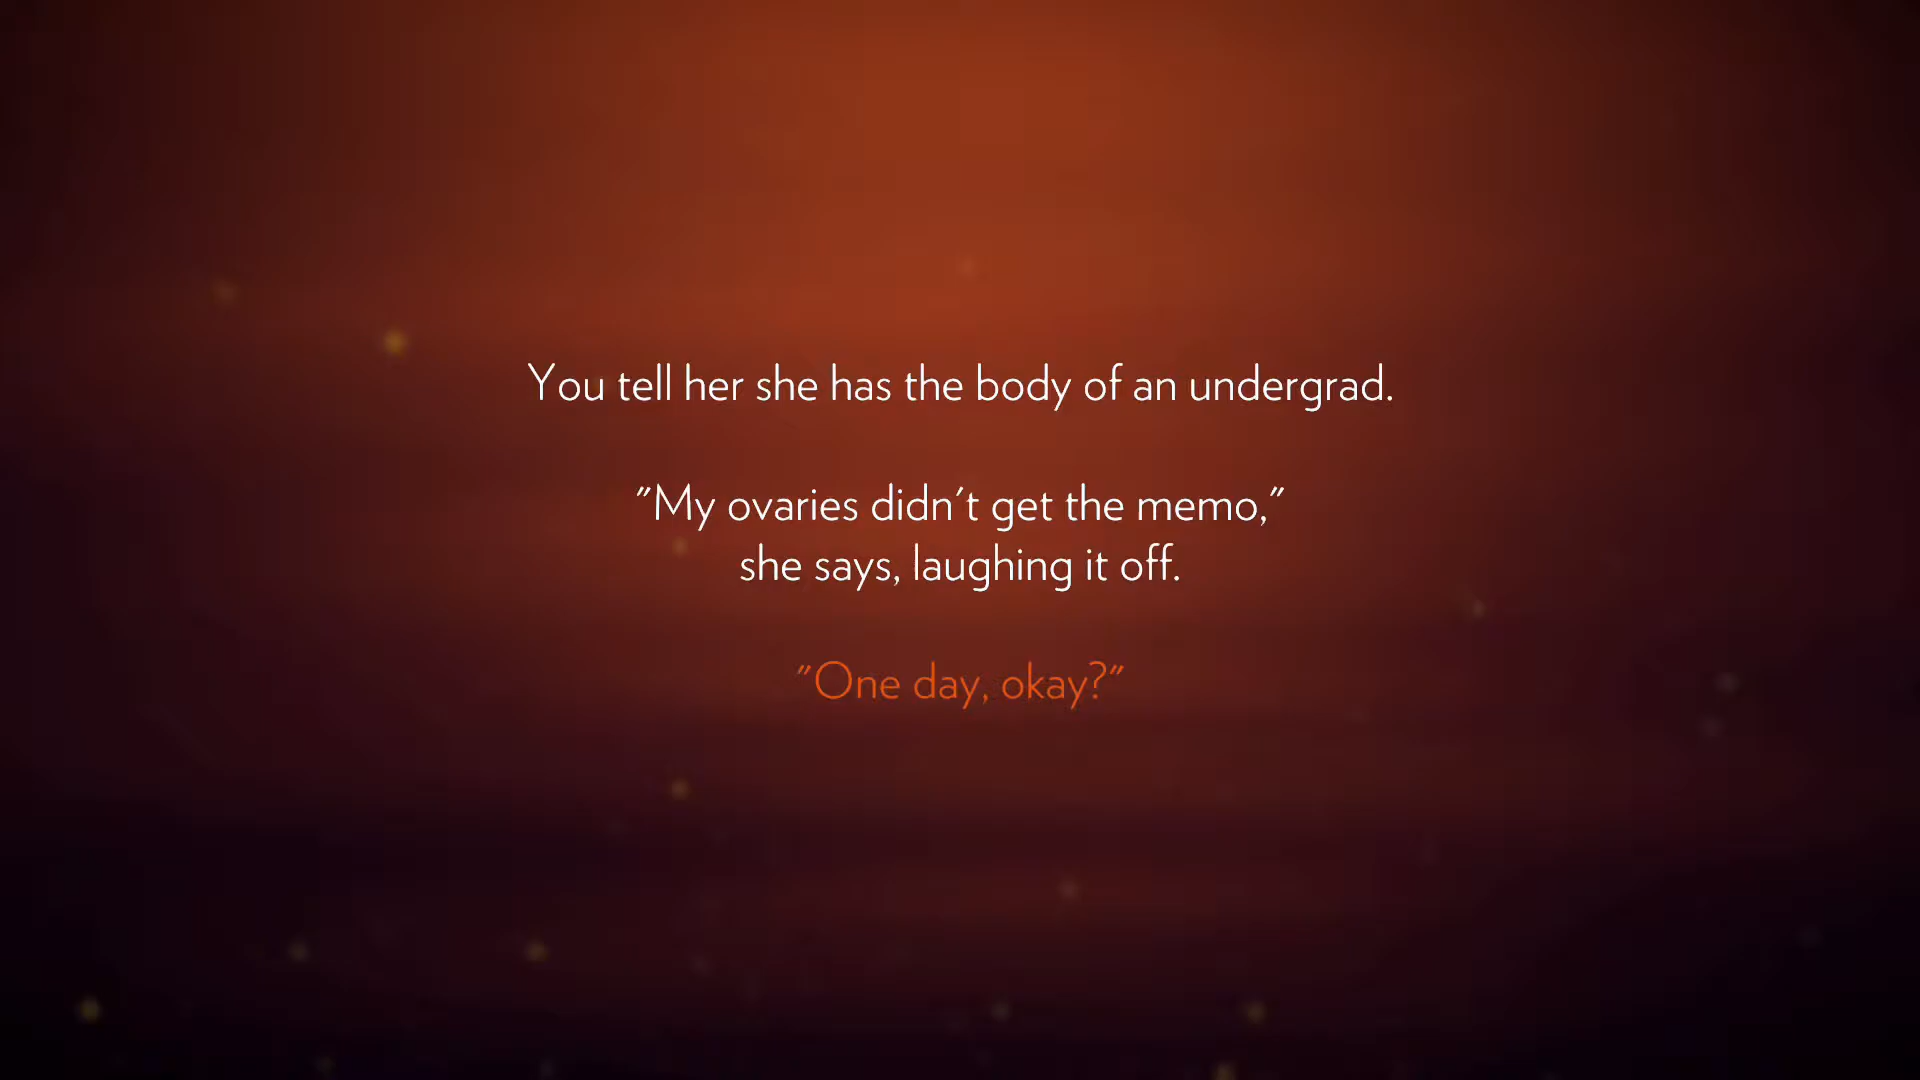 You tell her she has the body of an undergrad.
"My ovaries didn't get the memo,"
she says, laughing it off.
"One day, okay?"